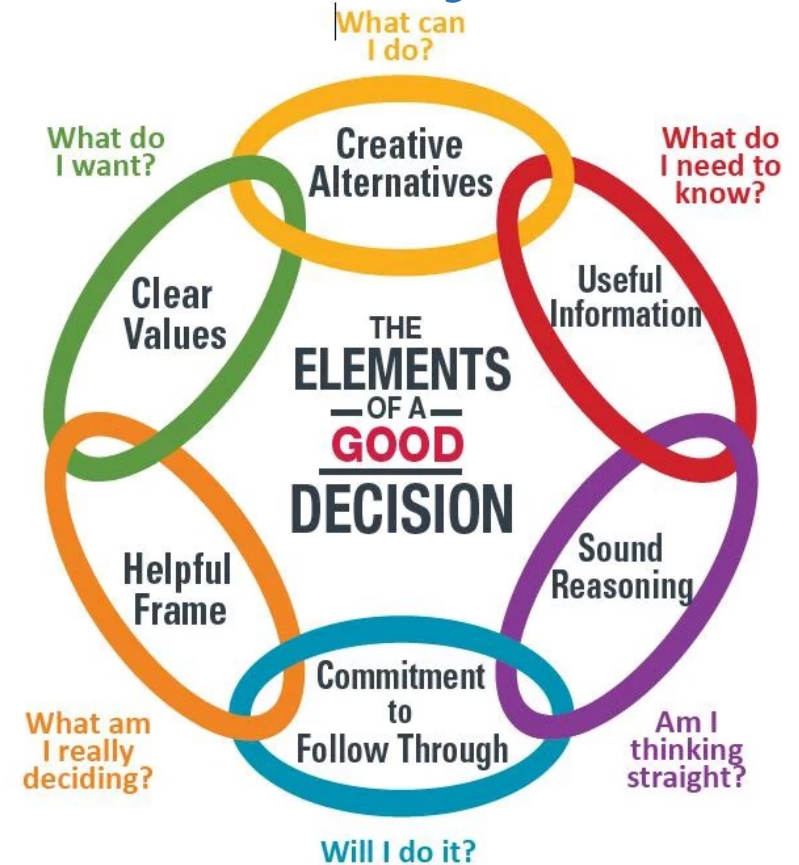 What can
I do?
Creative
Alternatives
What do
I want?
What do
I need to
know?
Clear
Values
Useful
Information
THE
ELEMENTS
OF A
GOOD
DECISION
Helpful
Frame
Sound
Reasoning
Commitment
to
Follow Through
What am
I really
deciding?
Am I
thinking
straight?
Will I do it?